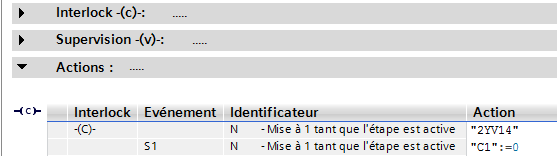 Interlock -(c)-: .....
Supervision -(v)-: .....
Actions : .....
-(c)- Interlock Evénement Identificateur Action
-(C)- N - Mise à 1 tant que l'étape est active "2YV14"
S1 N - Mise à 1 tant que l'étape est active "C1":=0